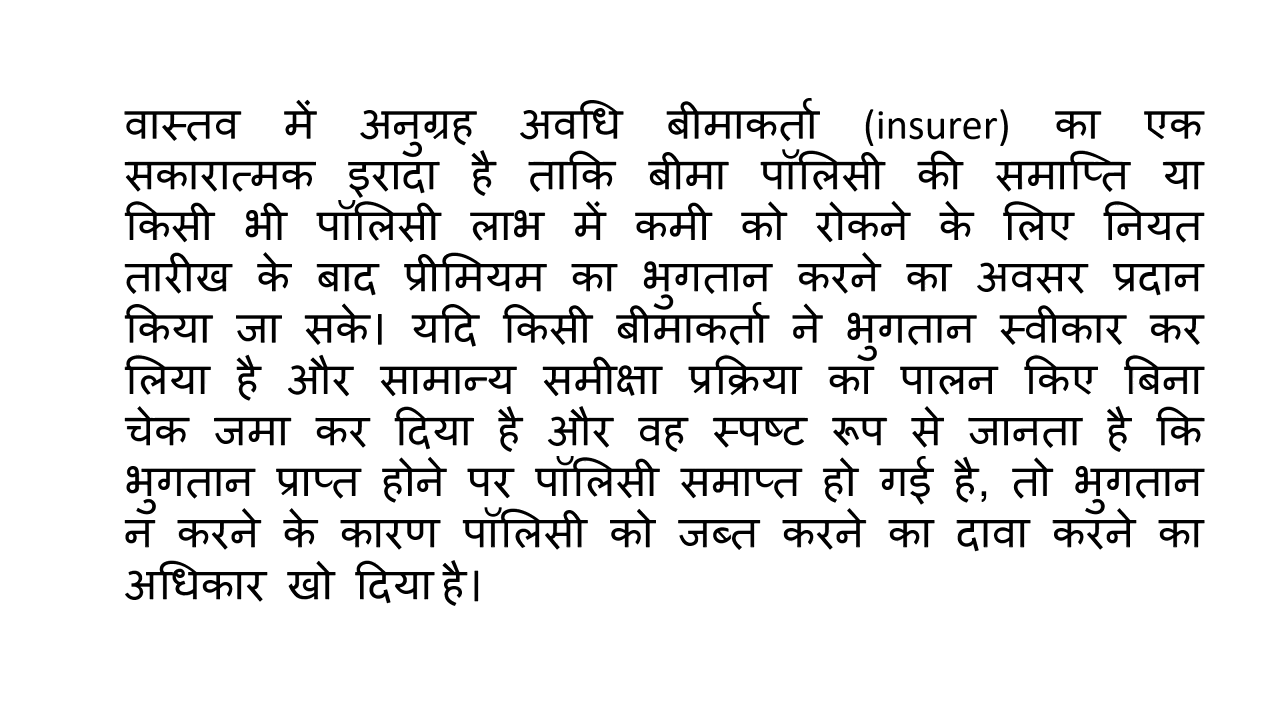 वास्तव में अनुग्रह अवधि बीमाकर्ता (insurer) का एक
सकारात्मक इरादा है ताकि बीमा पॉलिसी की समाप्ति या
किसी भी पॉलिसी लाभ में कमी को रोकने के लिए नियत
तारीख के बाद प्रीमियम का भुगतान करने का अवसर प्रदान
किया जा सके। यदि किसी बीमाकर्ता ने भुगतान स्वीकार कर
लिया है और सामान्य समीक्षा प्रक्रिया का पालन किए बिना
चेक जमा कर दिया है और वह स्पष्ट रूप से जानता है कि
भुगतान प्राप्त होने पर पॉलिसी समाप्त हो गई है, तो भुगतान
न करने के कारण पॉलिसी को जब्त करने का दावा करने का
अधिकार खो दिया है।